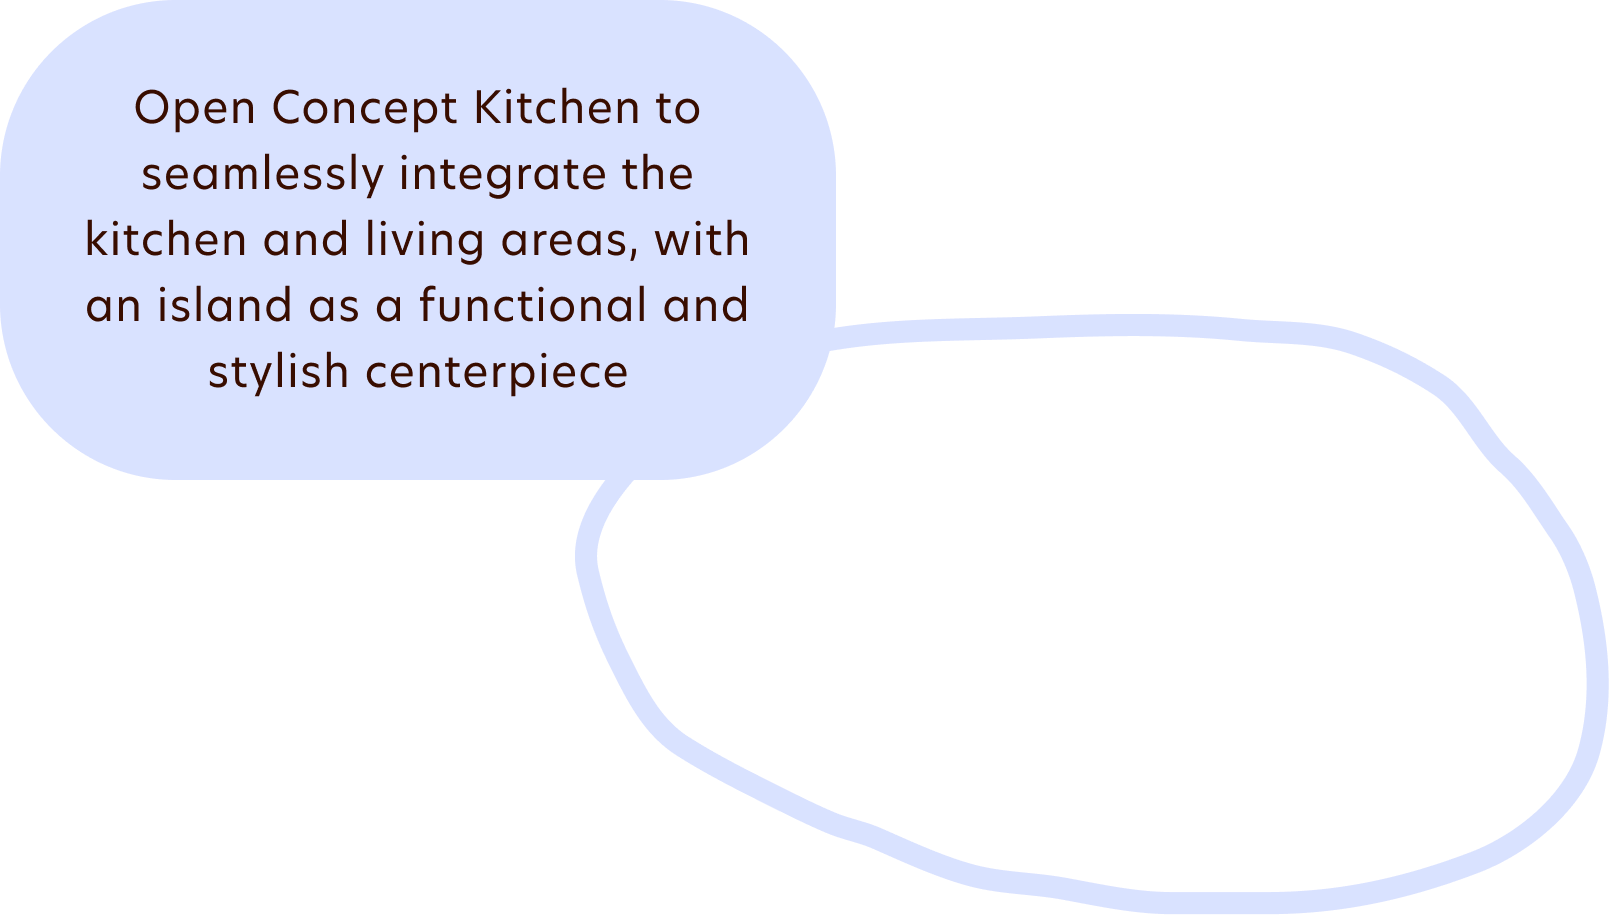 Open Concept Kitchen to
seamlessly integrate the
kitchen and living areas, with
an island as a functional and
stylish centerpiece